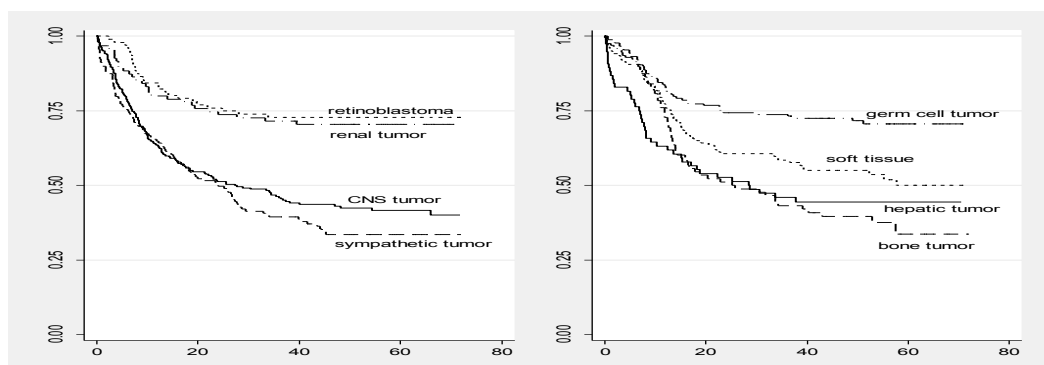 1.00
0.75
0.50
0.25
0.00
retinoblastoma
renal tumor
CNS tumor
sympathetic tumor
0 20 40 60 80
1.00
0.75
0.50
0.25
0.00
germ cell tumor
soft tissue
hepatic tumor
bone tumor
0 20 40 60 80